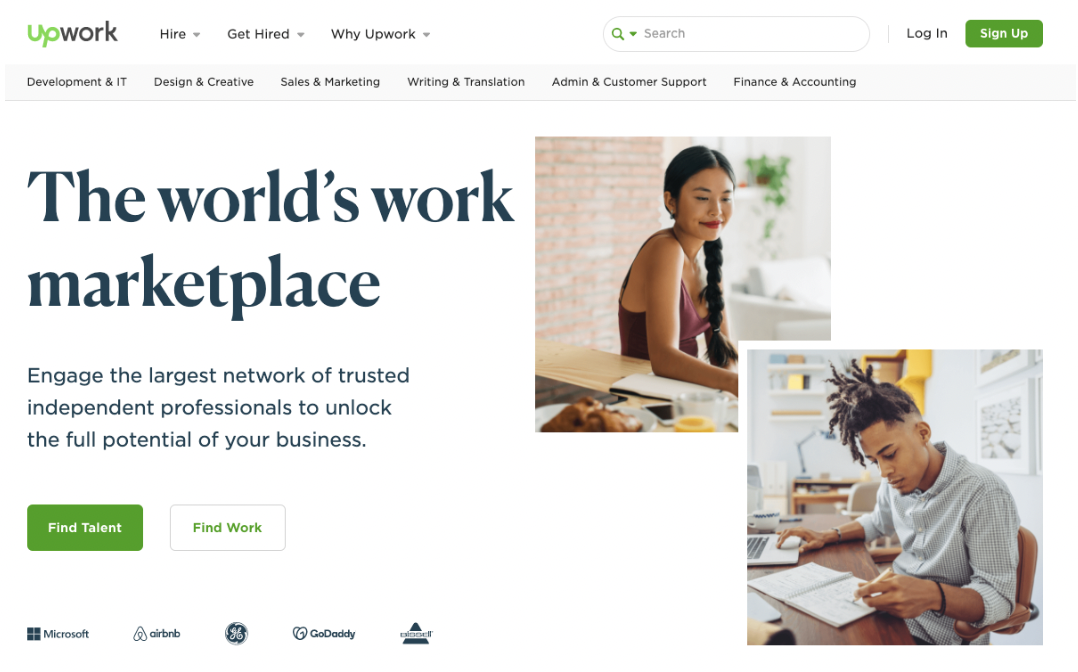 Upwork
Hire
Get Hired
Why Upwork
Search
Log In
Sign Up
Development & IT
Design & Creative
Sales & Marketing
Writing & Translation
Admin & Customer Support
Finance & Accounting
The world's work
marketplace
Engage the largest network of trusted
independent professionals to unlock
the full potential of your business.
Find Talent
Find Work
Microsoft
airbnb
GE
GoDaddy
BISSELL